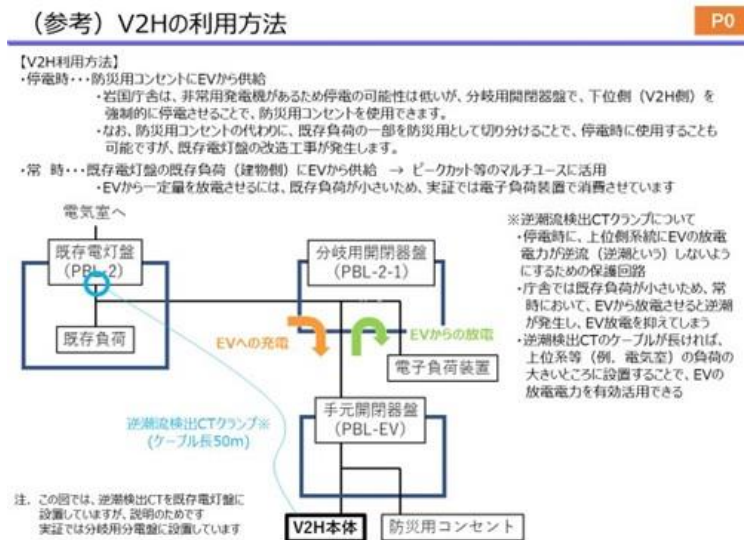 （参考）V2Hの利用方法
P0
【V2H利用方法】
・停電時・・・防災用コンセントにEVから供給
・岩国庁舎は、非常用発電機があるため停電の可能性は低いが、分岐用開閉器盤で、下位側（V2H側）を
強制的に停電させることで、防災用コンセントを使用できます。
・なお、防災用コンセントの代わりに、既存負荷の一部を防災用として切り分けることで、停電時に使用することも
可能ですが、既存電灯盤の改造工事が発生します。
・常 時・・・既存電灯盤の既存負荷（建物側）にEVから供給 → ピークカット等のマルチユースに活用
・EVから一定量を放電させるには、既存負荷が小さいため、実証では電子負荷装置で消費させています
電気室へ
既存電灯盤
(PBL-2)
既存負荷
分岐用開閉器盤
(PBL-2-1)
EVへの充電
EVからの放電
電子負荷装置
手元開閉器盤
(PBL-EV)
逆潮流検出CTクランプ※
(ケーブル長50m)
V2H本体
防災用コンセント
※逆潮流検出CTクランプについて
・停電時に、上位側系統にEVの放電
電力が逆流（逆潮という）しないよう
にするための保護回路
・庁舎では既存負荷が小さいため、常
時において、EVから放電させると逆潮
が発生し、EV放電を抑えてしまう
・逆潮流検出CTのケーブルが長ければ、
上位系等（例．電気室）の負荷の
大きいところに設置することで、EVの
放電電力を有効活用できる
注．この図では、逆潮検出CTを既存電灯盤に
設置していますが、説明のためです
実証では分岐用分電盤に設置しています